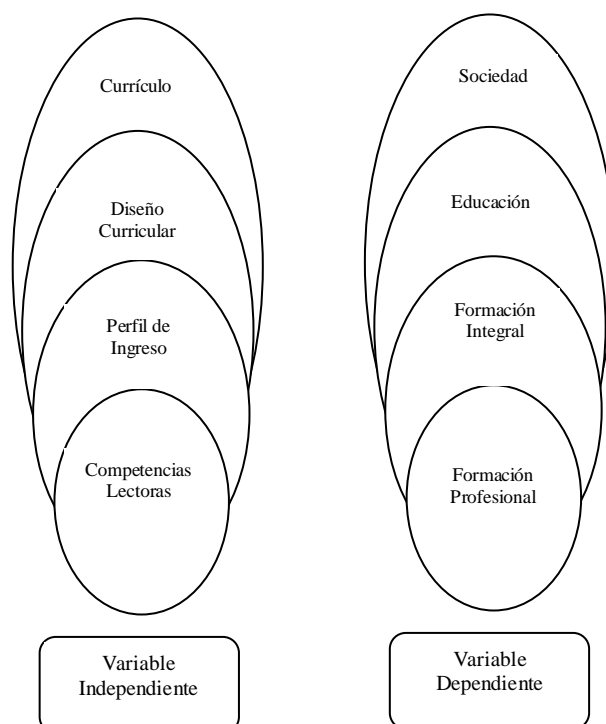 Currículo
Diseño
Curricular
Perfil de
Ingreso
Competencias
Lectoras
Variable
Independiente
Sociedad
Educación
Formación
Integral
Formación
Profesional
Variable
Dependiente